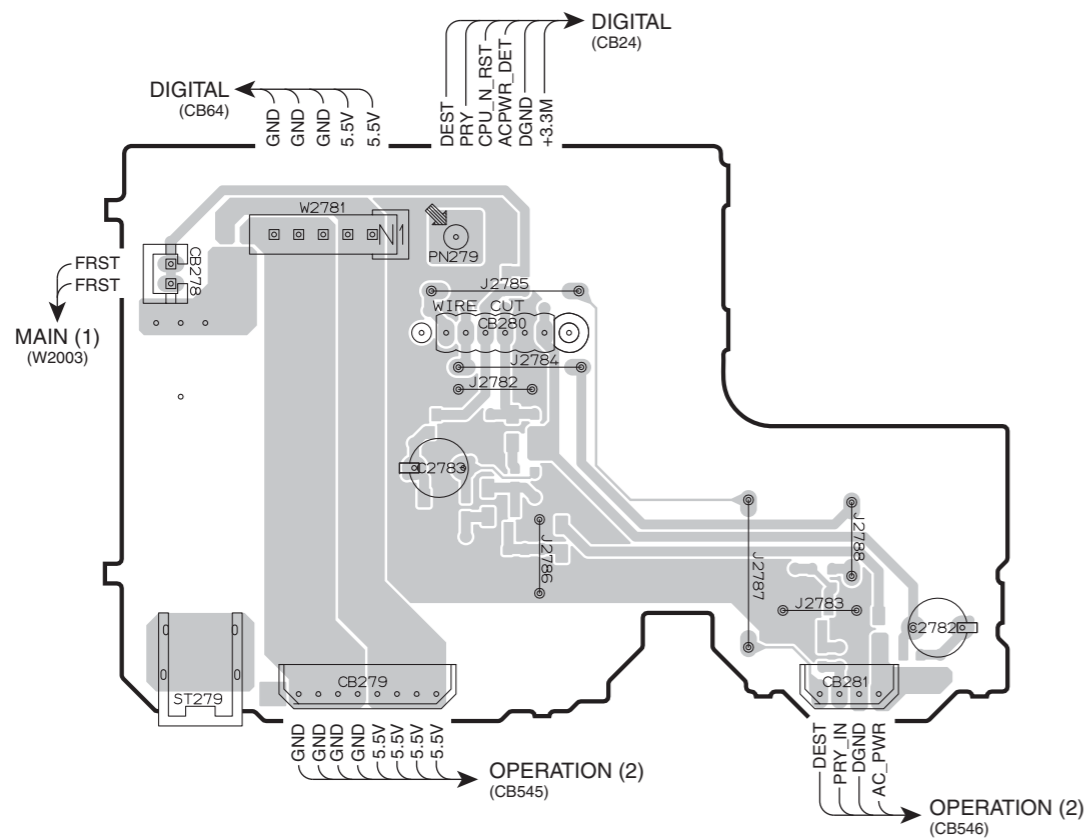 DIGITAL
(CB24)
DEST
PRY
CPU_N_RST
ACPWR_DET
DGND
+3.3M
DIGITAL
(CB64)
GND
GND
GND
5.5V
5.5V
W2781
N1
PN279
CB278
FRST
FRST
MAIN (1)
(W2003)
J2785
WIRE CUT
CB280
J2784
J2782
C2783
J2786
J2787
J2788
J2783
C2782
ST279
CB279
CB281
GND
GND
GND
GND
5.5V
5.5V
5.5V
5.5V
OPERATION (2)
(CB545)
DEST
PRY_IN
DGND
AC_PWR
OPERATION (2)
(CB546)